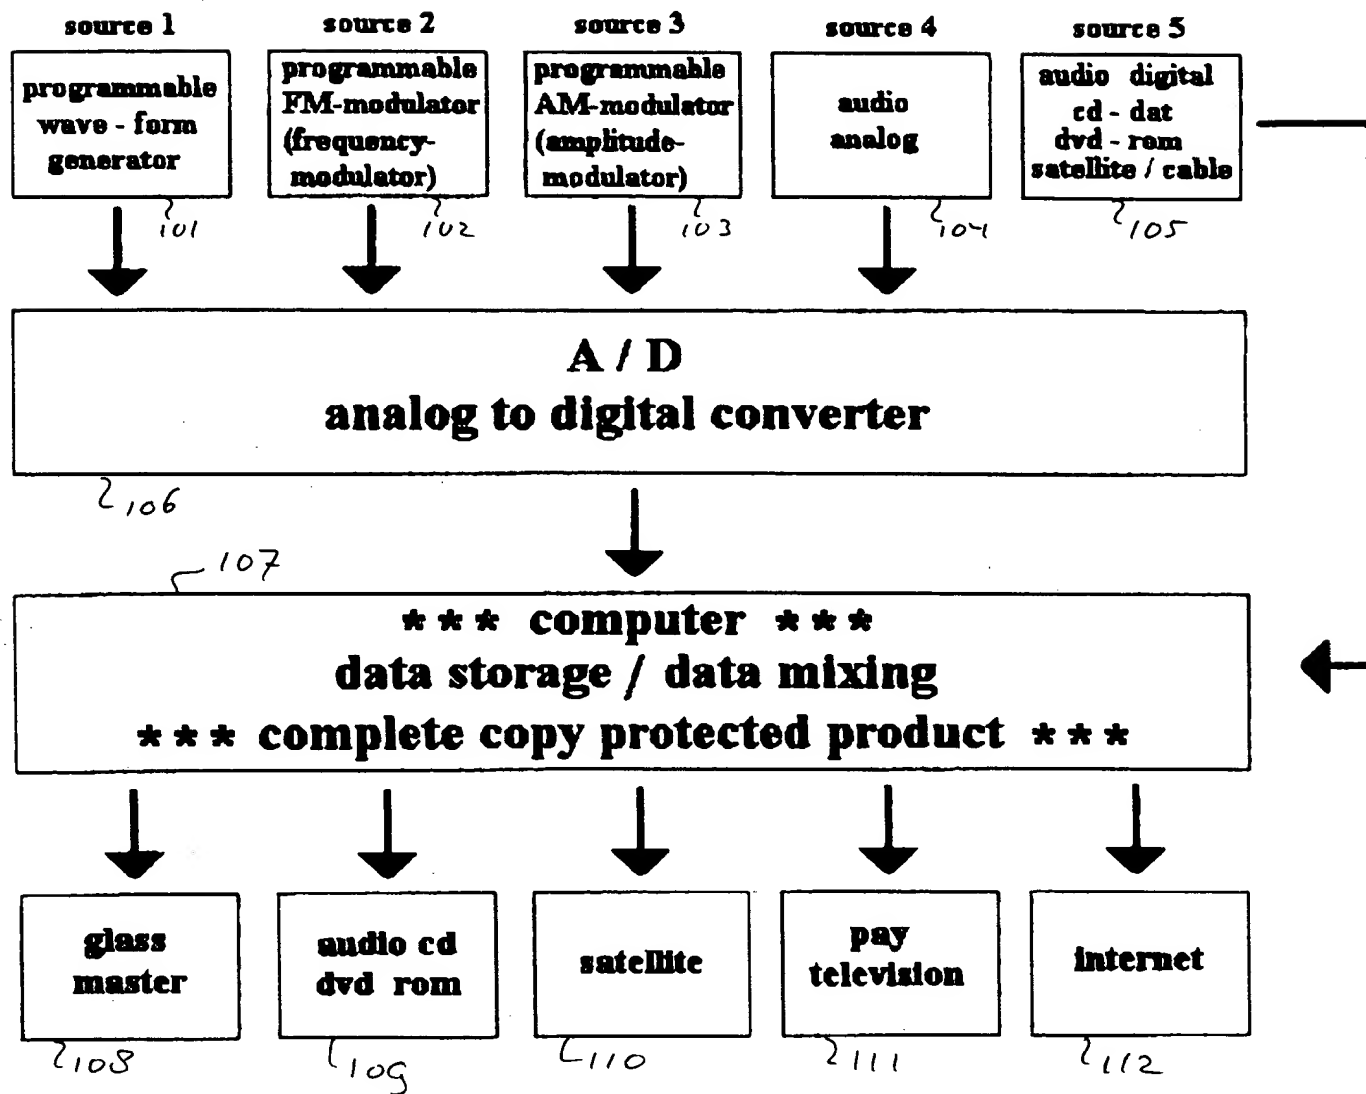 source 1
source 2
source 3
source 4
source 5
programmable
wave - form
generator
programmable
FM-modulator
(frequency-
modulator)
programmable
AM-modulator
(amplitude-
modulator)
audio
analog
audio digital
cd - dat
dvd - rom
satellite / cable
101
102
103
104
105
A / D
analog to digital converter
106
107
*** computer ***
data storage / data mixing
*** complete copy protected product ***
glass
master
audio cd
dvd rom
satellite
pay
television
internet
108
109
110
111
112